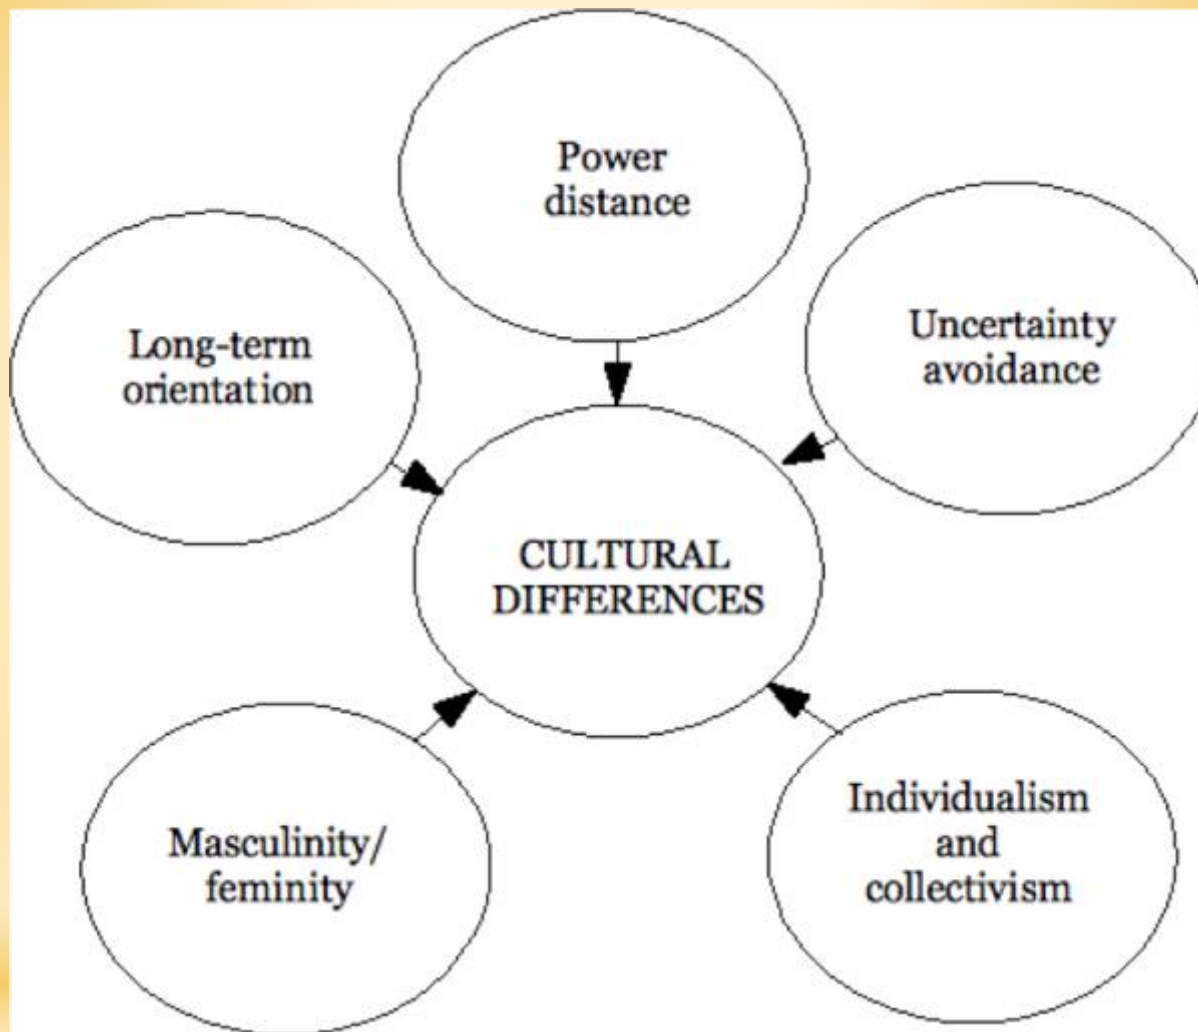 Power
distance
Uncertainty
avoidance
Long-term
orientation
CULTURAL
DIFFERENCES
Individualism
and
collectivism
Masculinity/
feminity